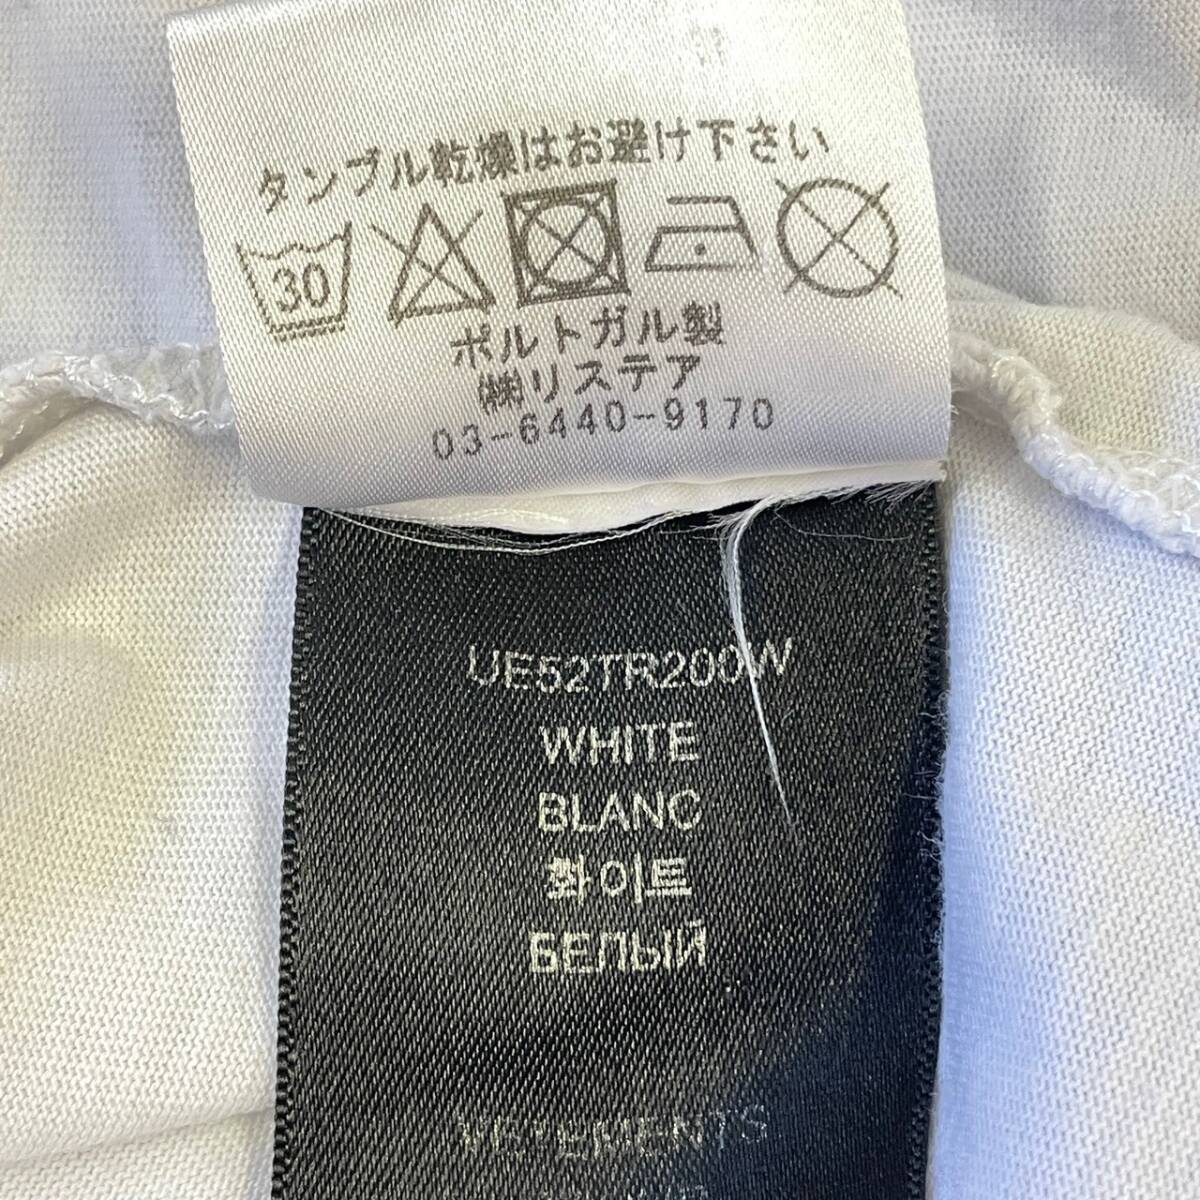 タンブル乾燥はお避け下さい
30
ポルトガル製
㈱リステア
03-6440-9170
UE52TR200W
WHITE
BLANC
화이트
БЕЛЫЙ
VETEMENTS